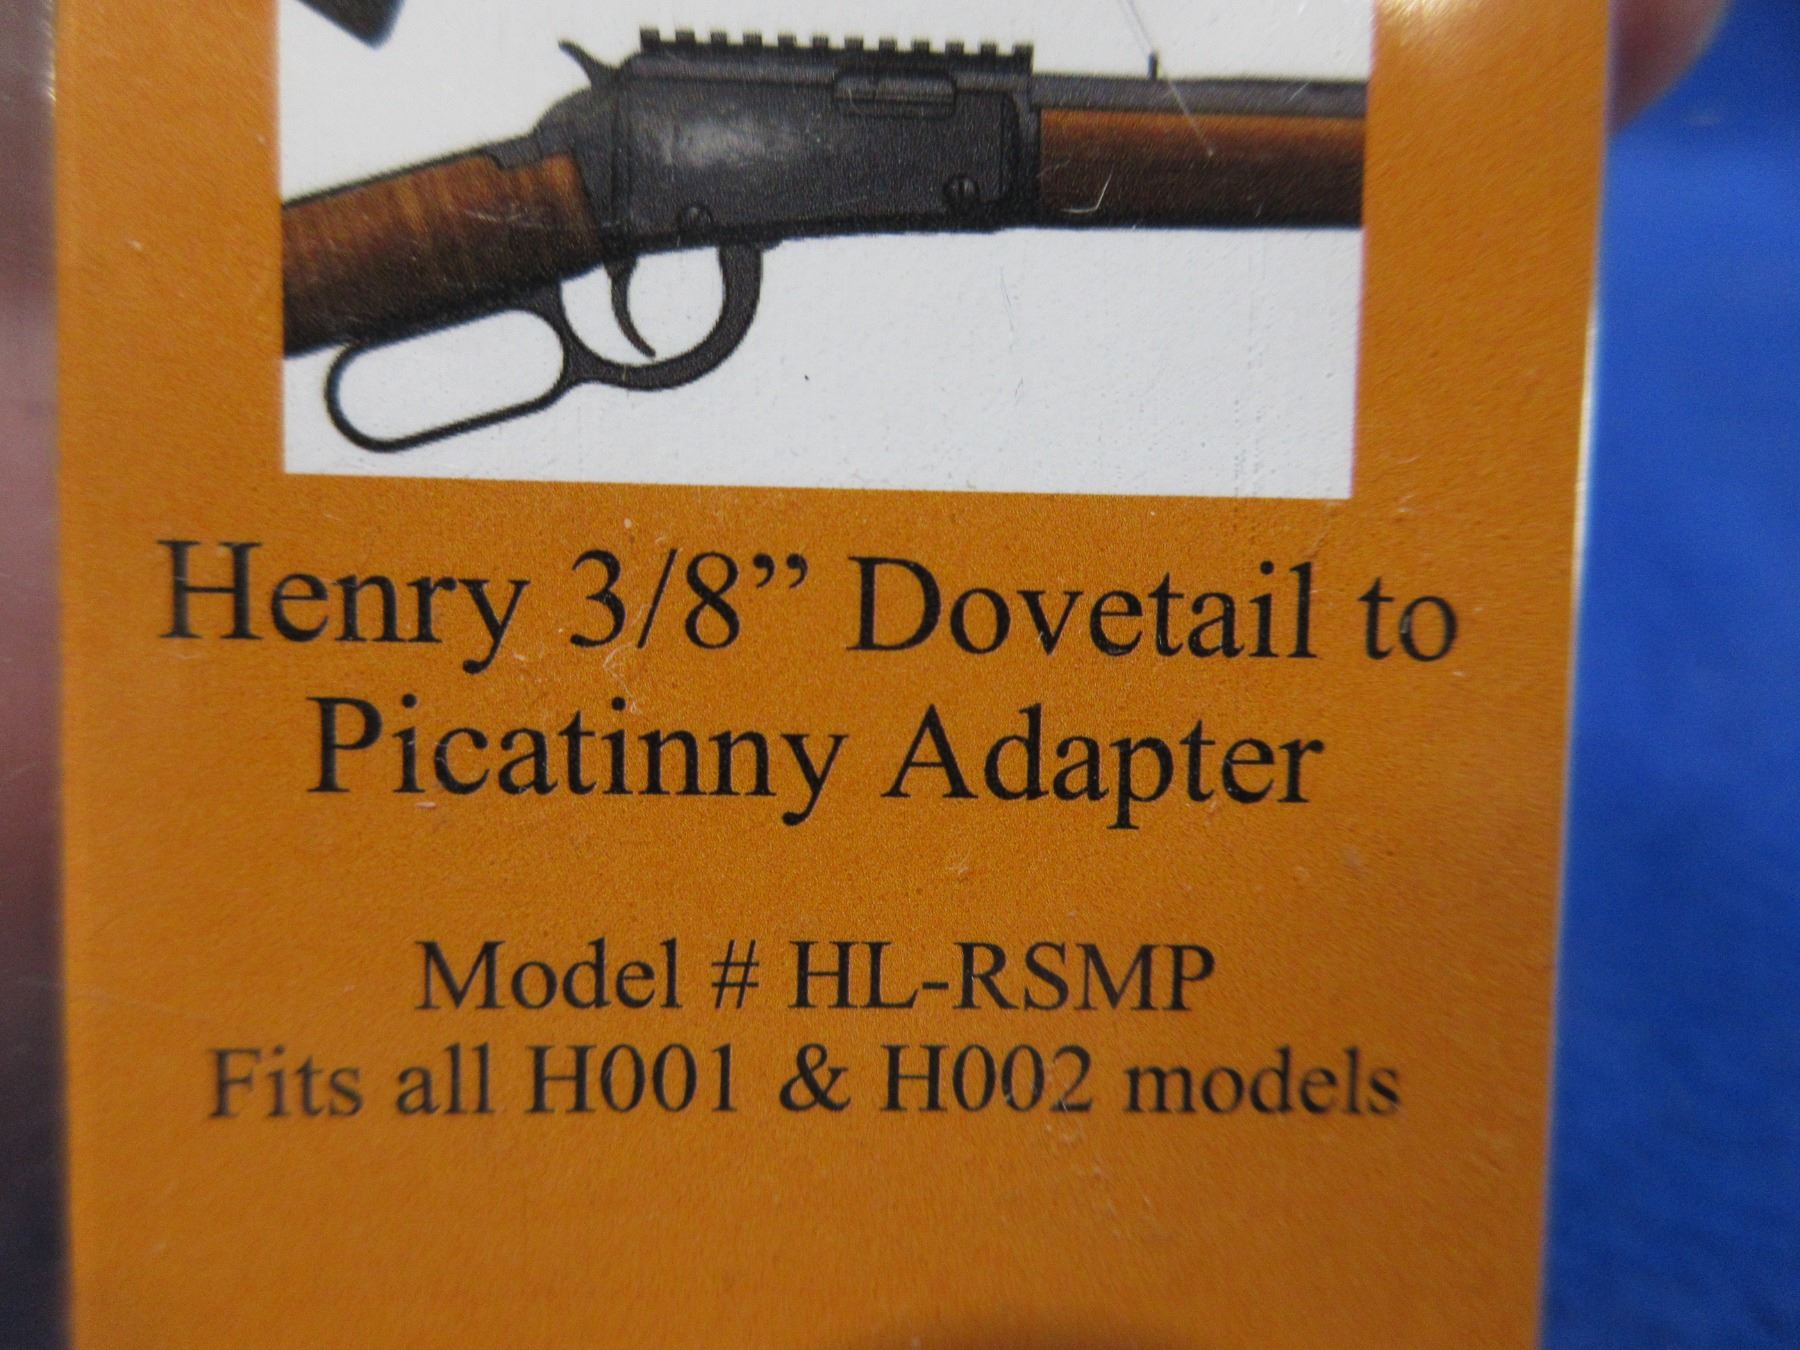 Henry 3/8” Dovetail to
Picatinny Adapter
Model # HL-RSMP
Fits all H001 & H002 models